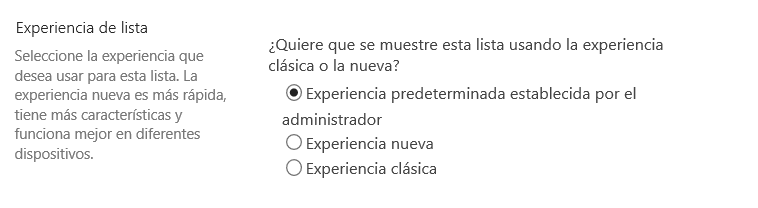 Experiencia de lista
Seleccione la experiencia que
desea usar para esta lista. La
experiencia nueva es más rápida,
tiene más características y
funciona mejor en diferentes
dispositivos.
¿Quiere que se muestre esta lista usando la experiencia
clásica o la nueva?
Experiencia predeterminada establecida por el
administrador
Experiencia nueva
Experiencia clásica